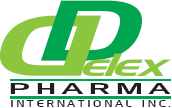 Delex
PHARMA
INTERNATIONAL INC.